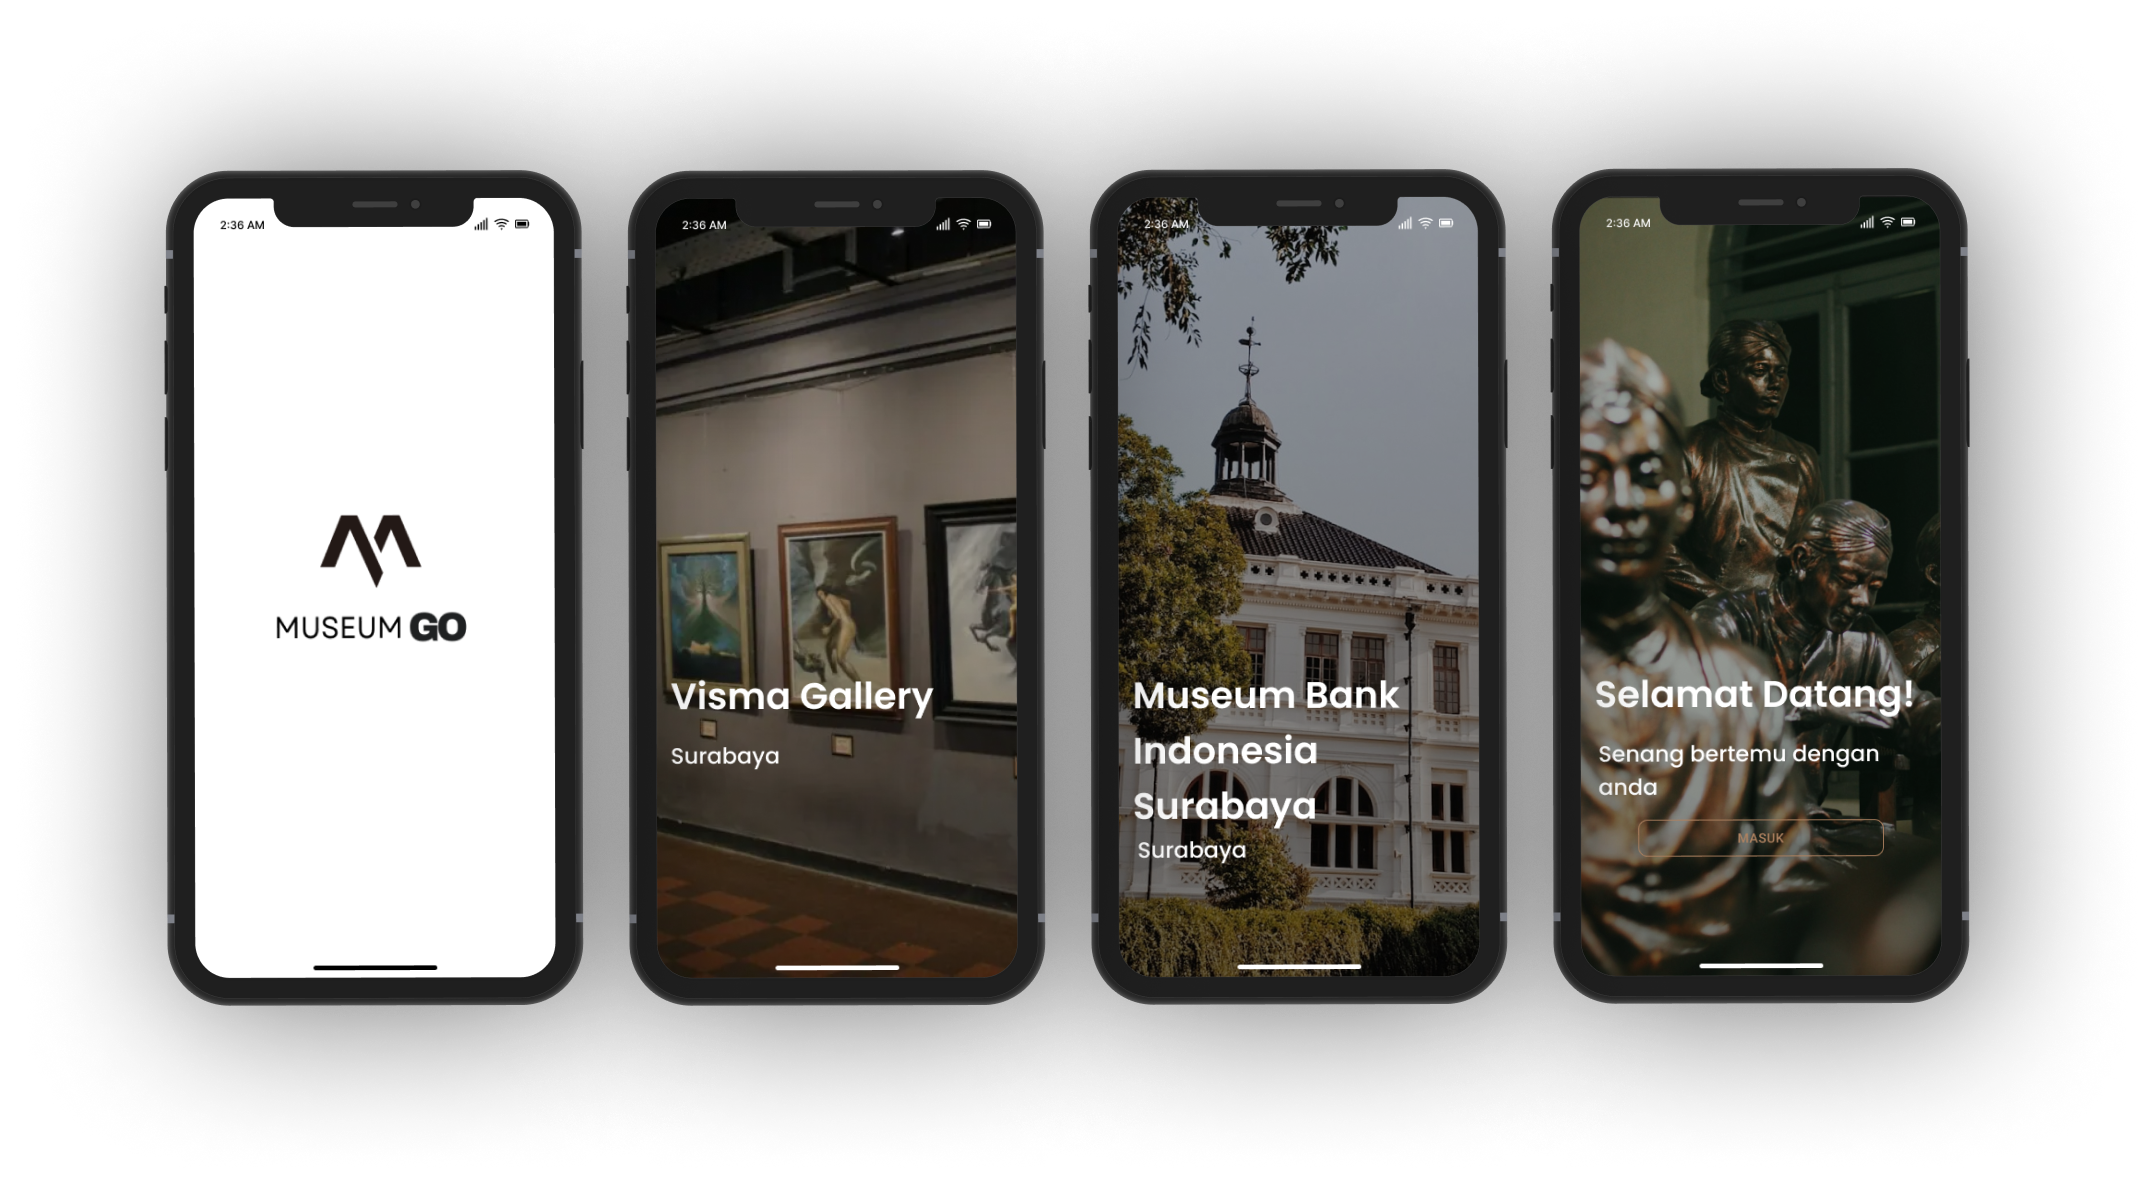 2:36 AM
MUSEUM GO
2:36 AM
Visma Gallery
Surabaya
2:36 AM
Museum Bank
Indonesia
Surabaya
Surabaya
2:36 AM
Selamat Datang!
Senang bertemu dengan
anda
MASUK